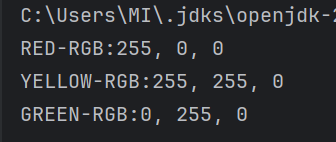 C:\Users\MI\.jdks\openjdk-
RED-RGB:255, 0, 0
YELLOW-RGB:255, 255, 0
GREEN-RGB:0, 255, 0